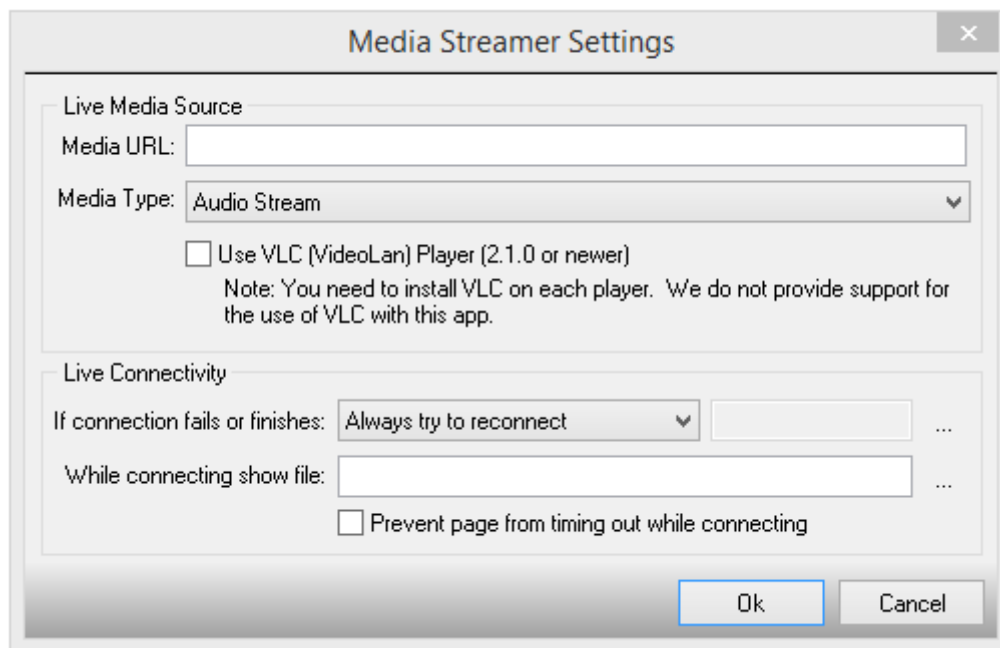 Media Streamer Settings
Live Media Source
Media URL:
Media Type: Audio Stream
Use VLC (VideoLan) Player (2.1.0 or newer)
Note: You need to install VLC on each player. We do not provide support for
the use of VLC with this app.
Live Connectivity
If connection fails or finishes: Always try to reconnect ...
While connecting show file: ...
Prevent page from timing out while connecting
Ok Cancel